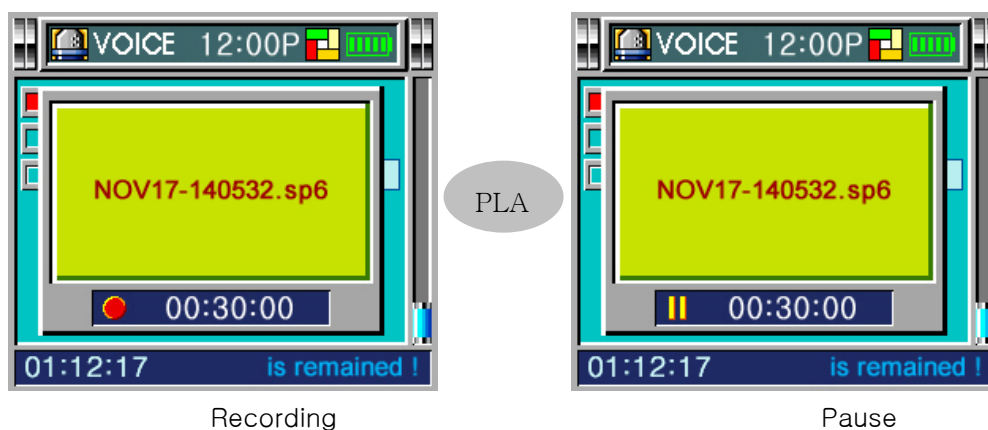 VOICE 12:00P
NOV17-140532.sp6
00:30:00
01:12:17 is remained !
Recording
PLA
VOICE 12:00P
NOV17-140532.sp6
00:30:00
01:12:17 is remained !
Pause